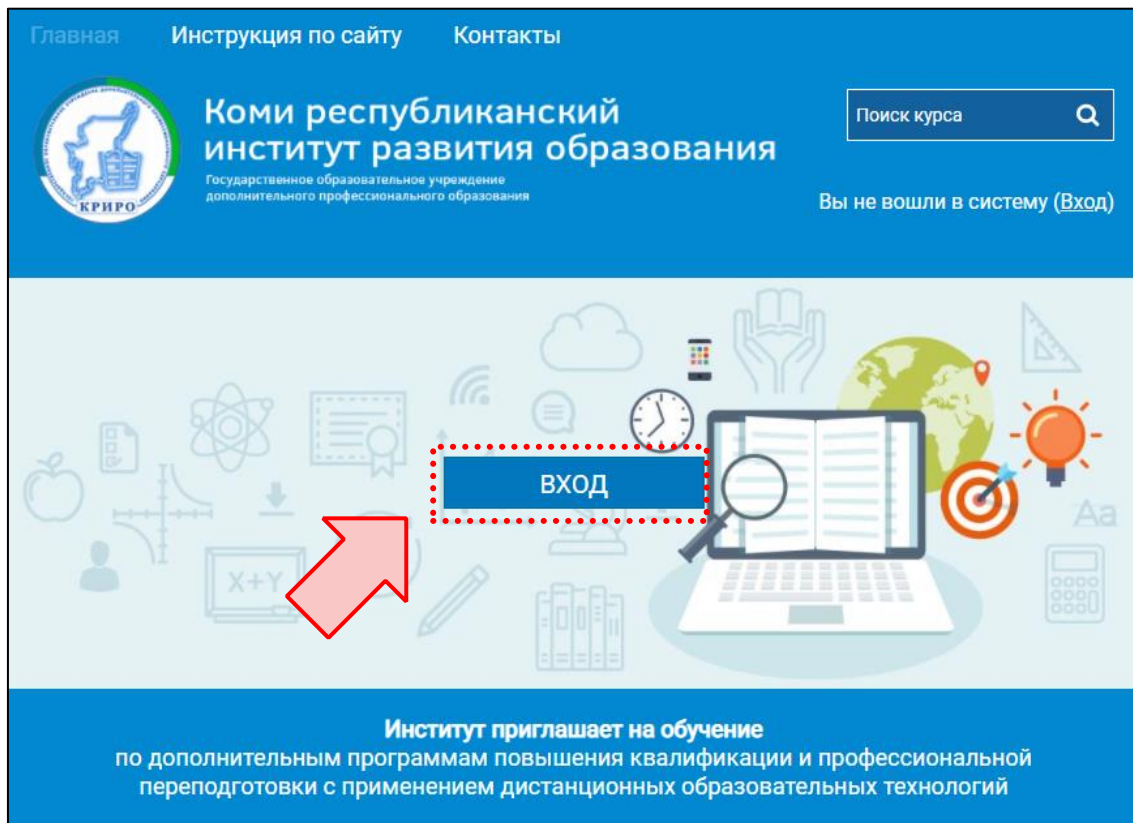 Главная Инструкция по сайту Контакты
Коми республиканский
институт развития образования
Государственное образовательное учреждение
дополнительного профессионального образования
КРИРО
Поиск курса
Вы не вошли в систему (Вход)
ВХОД
X+Y
Aa
Институт приглашает на обучение
по дополнительным программам повышения квалификации и профессиональной
переподготовки с применением дистанционных образовательных технологий